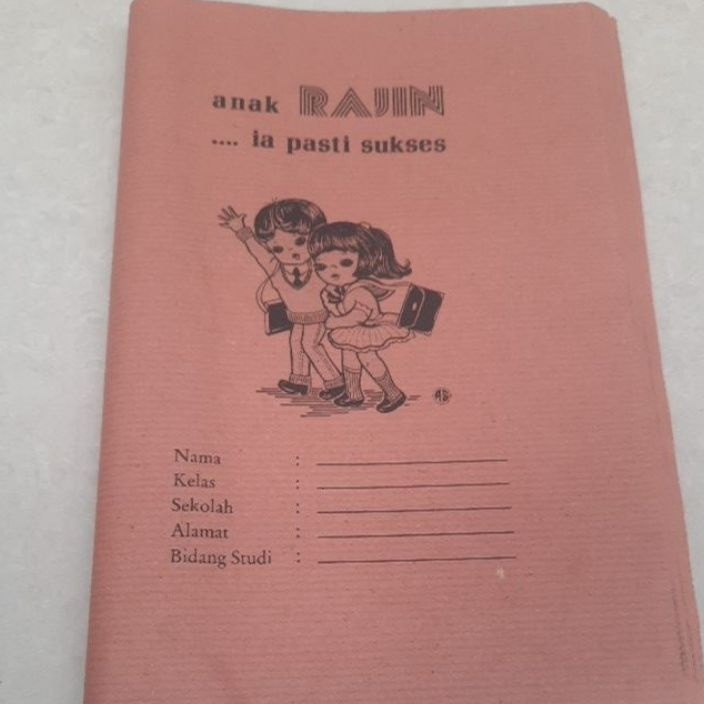 anak RAJIN
.... ia pasti sukses
Nama : 
Kelas : 
Sekolah : 
Alamat : 
Bidang Studi :